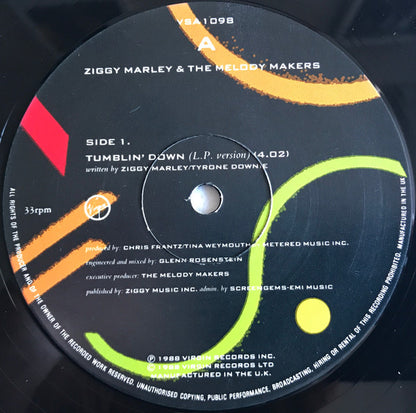 VSA1098
A
ZIGGY MARLEY & THE MELODY MAKERS
SIDE 1.
TUMBLIN' DOWN (L.P. version) (4.02)
written by ZIGGY MARLEY/TYRONE DOWNIE
33rpm
Virgin
produced by: CHRIS FRANTZ/TINA WEYMOUTH METERED MUSIC INC.
engineered and mixed by: GLENN ROSENSTEIN
executive producer: THE MELODY MAKERS
published by: ZIGGY MUSIC INC. admin. by SCREENGEMS-EMI MUSIC
℗ 1988 VIRGIN RECORDS INC.
© 1988 VIRGIN RECORDS LTD
MANUFACTURED IN THE U.K.
ALL RIGHTS OF THE PRODUCER AND OF THE OWNER OF THE RECORDED WORK RESERVED. UNAUTHORISED COPYING, PUBLIC PERFORMANCE, BROADCASTING, HIRING OR RENTAL OF THIS RECORDING PROHIBITED. MANUFACTURED IN UK